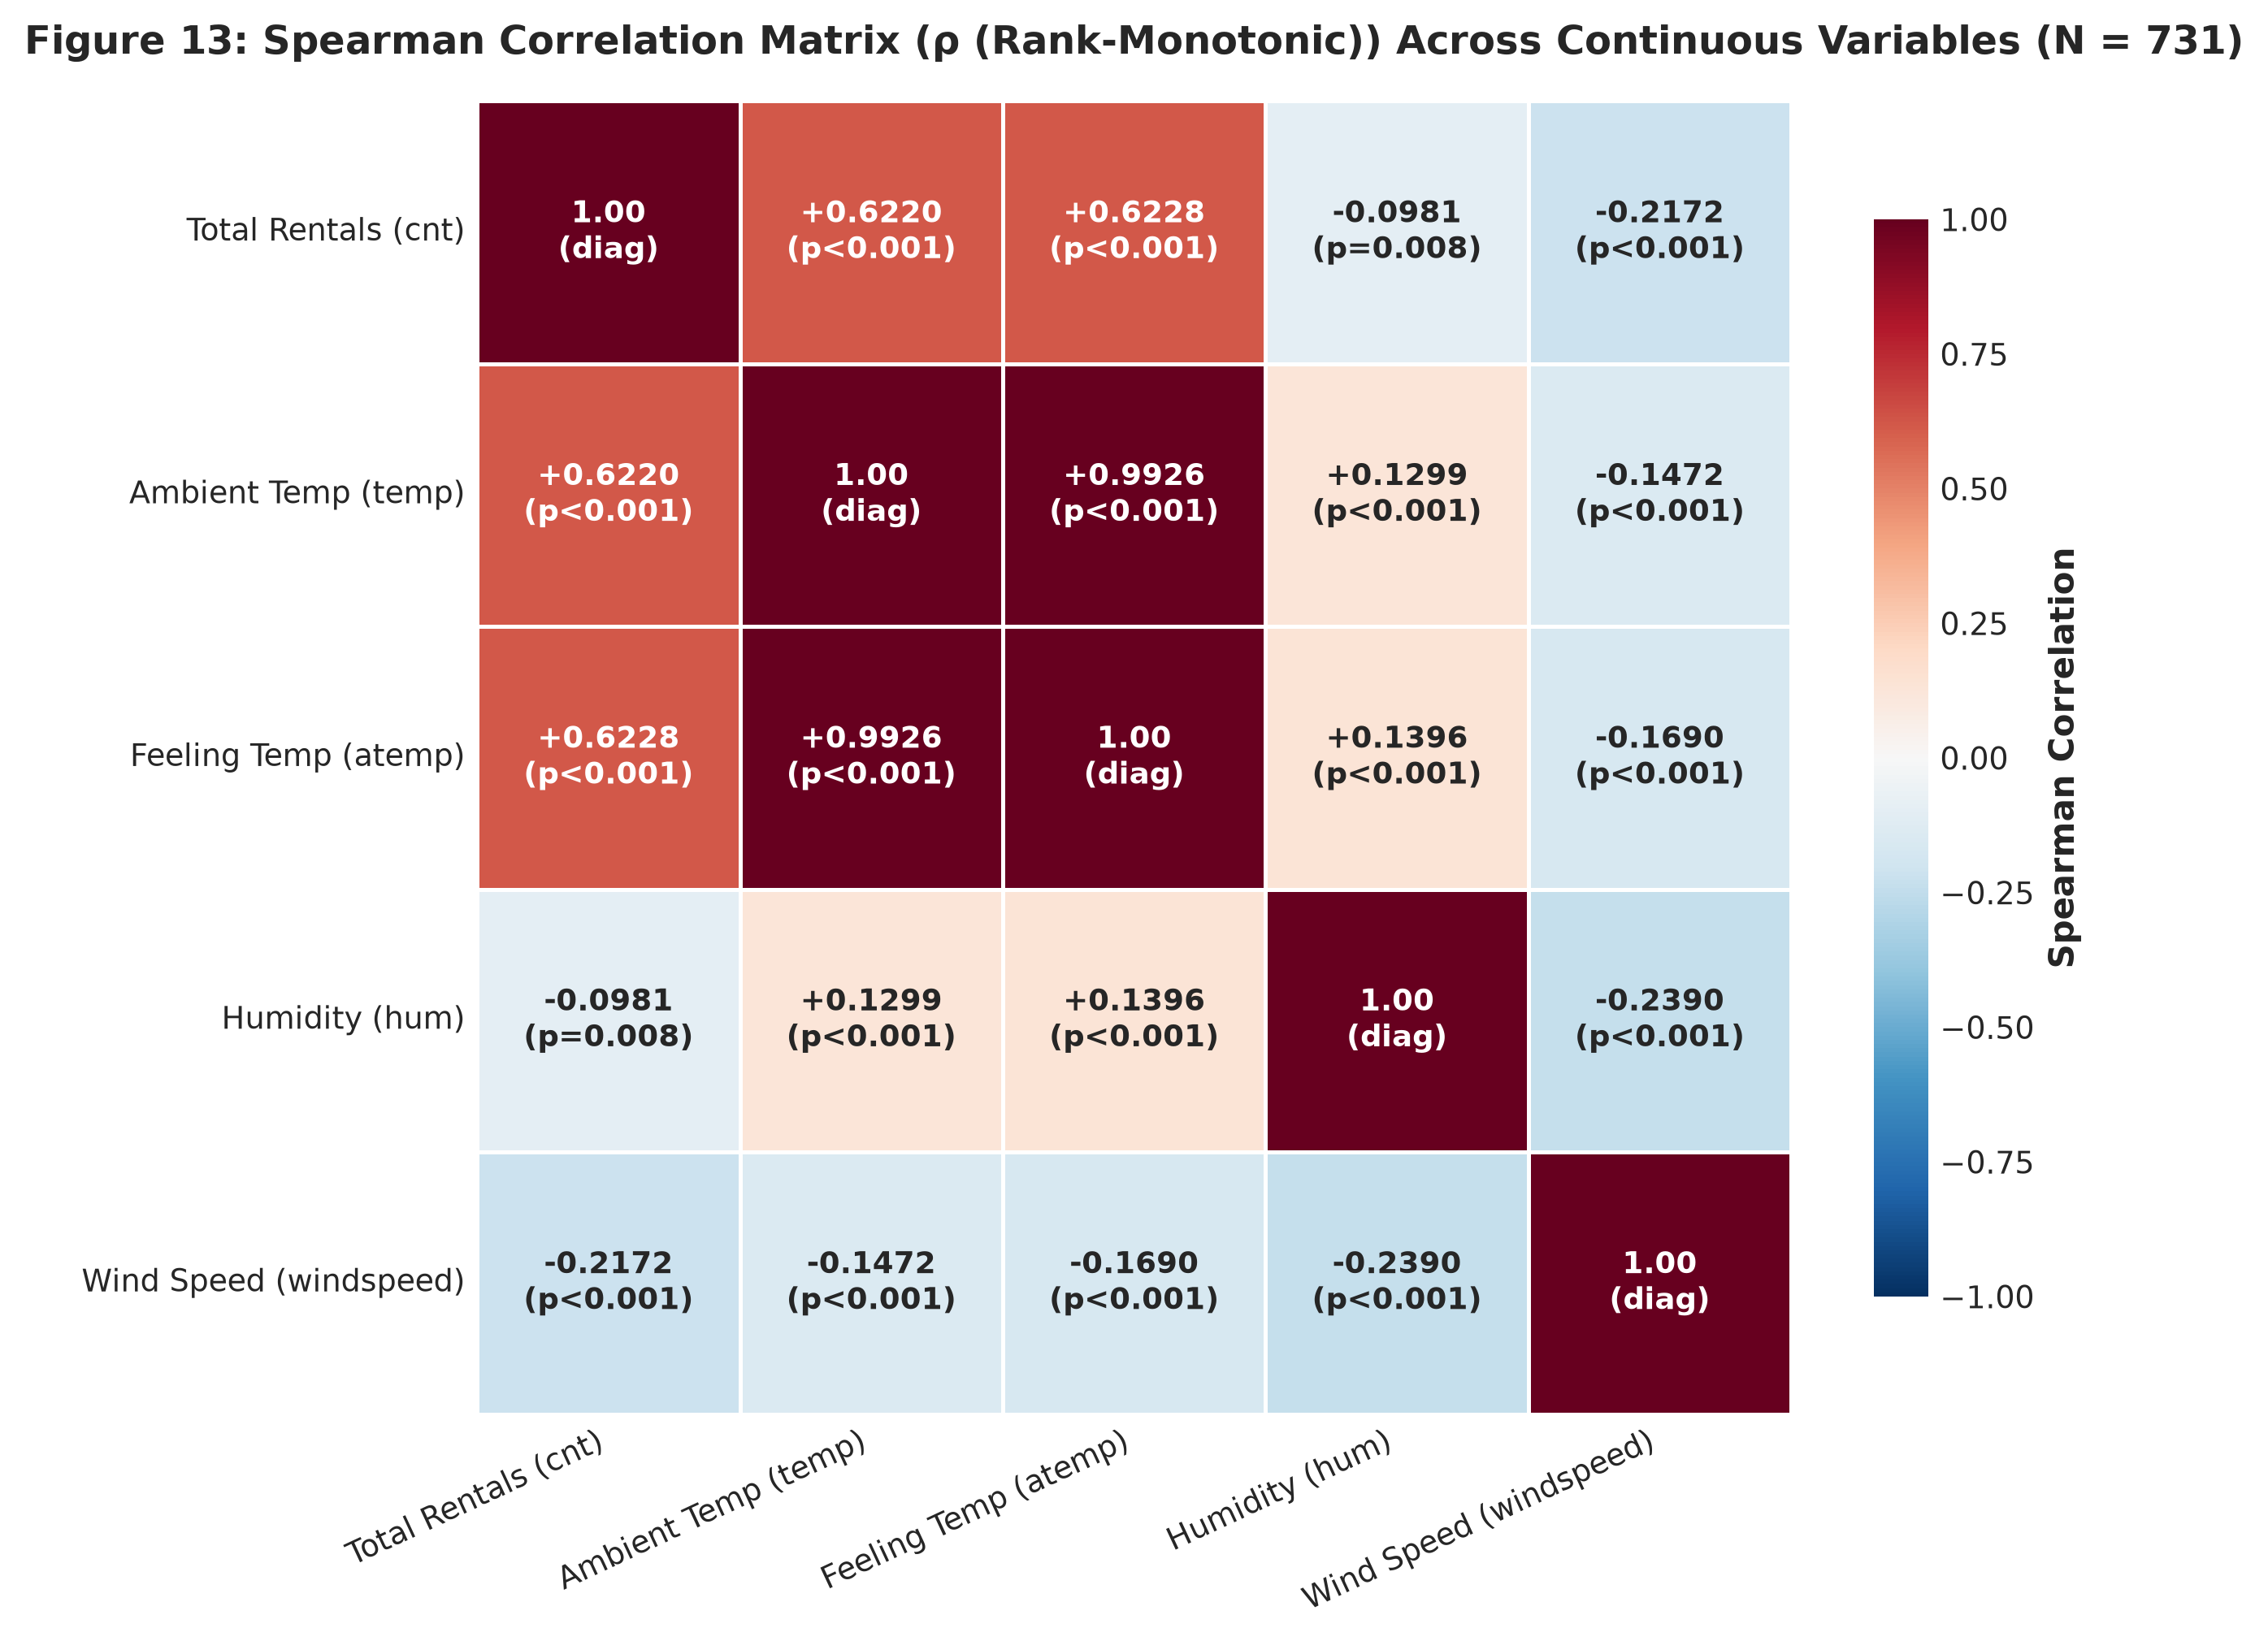 Figure 13: Spearman Correlation Matrix (ρ (Rank-Monotonic)) Across Continuous Variables (N = 731)
Total Rentals (cnt)
1.00
(diag)
+0.6220
(p<0.001)
+0.6228
(p<0.001)
-0.0981
(p=0.008)
-0.2172
(p<0.001)
Ambient Temp (temp)
+0.6220
(p<0.001)
1.00
(diag)
+0.9926
(p<0.001)
+0.1299
(p<0.001)
-0.1472
(p<0.001)
Feeling Temp (atemp)
+0.6228
(p<0.001)
+0.9926
(p<0.001)
1.00
(diag)
+0.1396
(p<0.001)
-0.1690
(p<0.001)
Humidity (hum)
-0.0981
(p=0.008)
+0.1299
(p<0.001)
+0.1396
(p<0.001)
1.00
(diag)
-0.2390
(p<0.001)
Wind Speed (windspeed)
-0.2172
(p<0.001)
-0.1472
(p<0.001)
-0.1690
(p<0.001)
-0.2390
(p<0.001)
1.00
(diag)
Total Rentals (cnt)
Ambient Temp (temp)
Feeling Temp (atemp)
Humidity (hum)
Wind Speed (windspeed)
1.00
0.75
0.50
0.25
0.00
−0.25
−0.50
−0.75
−1.00
Spearman Correlation